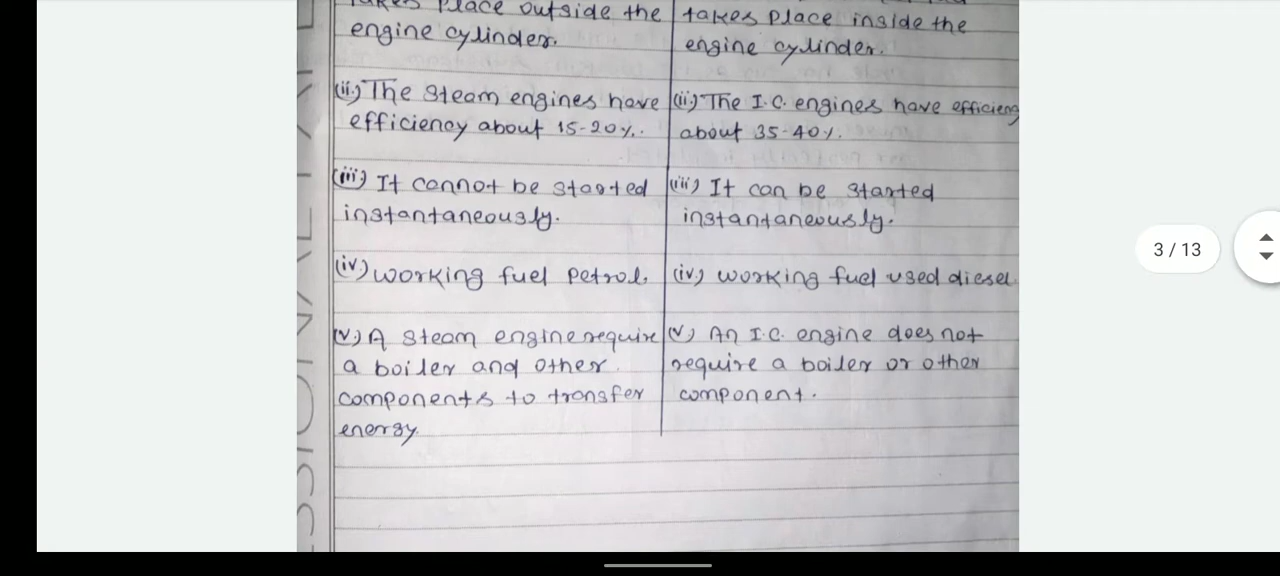 takes place outside the
engine cylinder.
(ii.) The steam engines have
efficiency about 15-20%.
(iii) It cannot be started
instantaneously.
(iv.) working fuel petrol.
(v.) A steam engine require
a boiler and other
components to transfer
energy.
takes place inside the
engine cylinder.
(ii.) The I.C. engines have efficieng
about 35-40%.
(iii) It can be started
instantaneously.
(iv.) working fuel used diesel.
(v.) An I.C. engine does not
require a boiler or other
component.
3 / 13